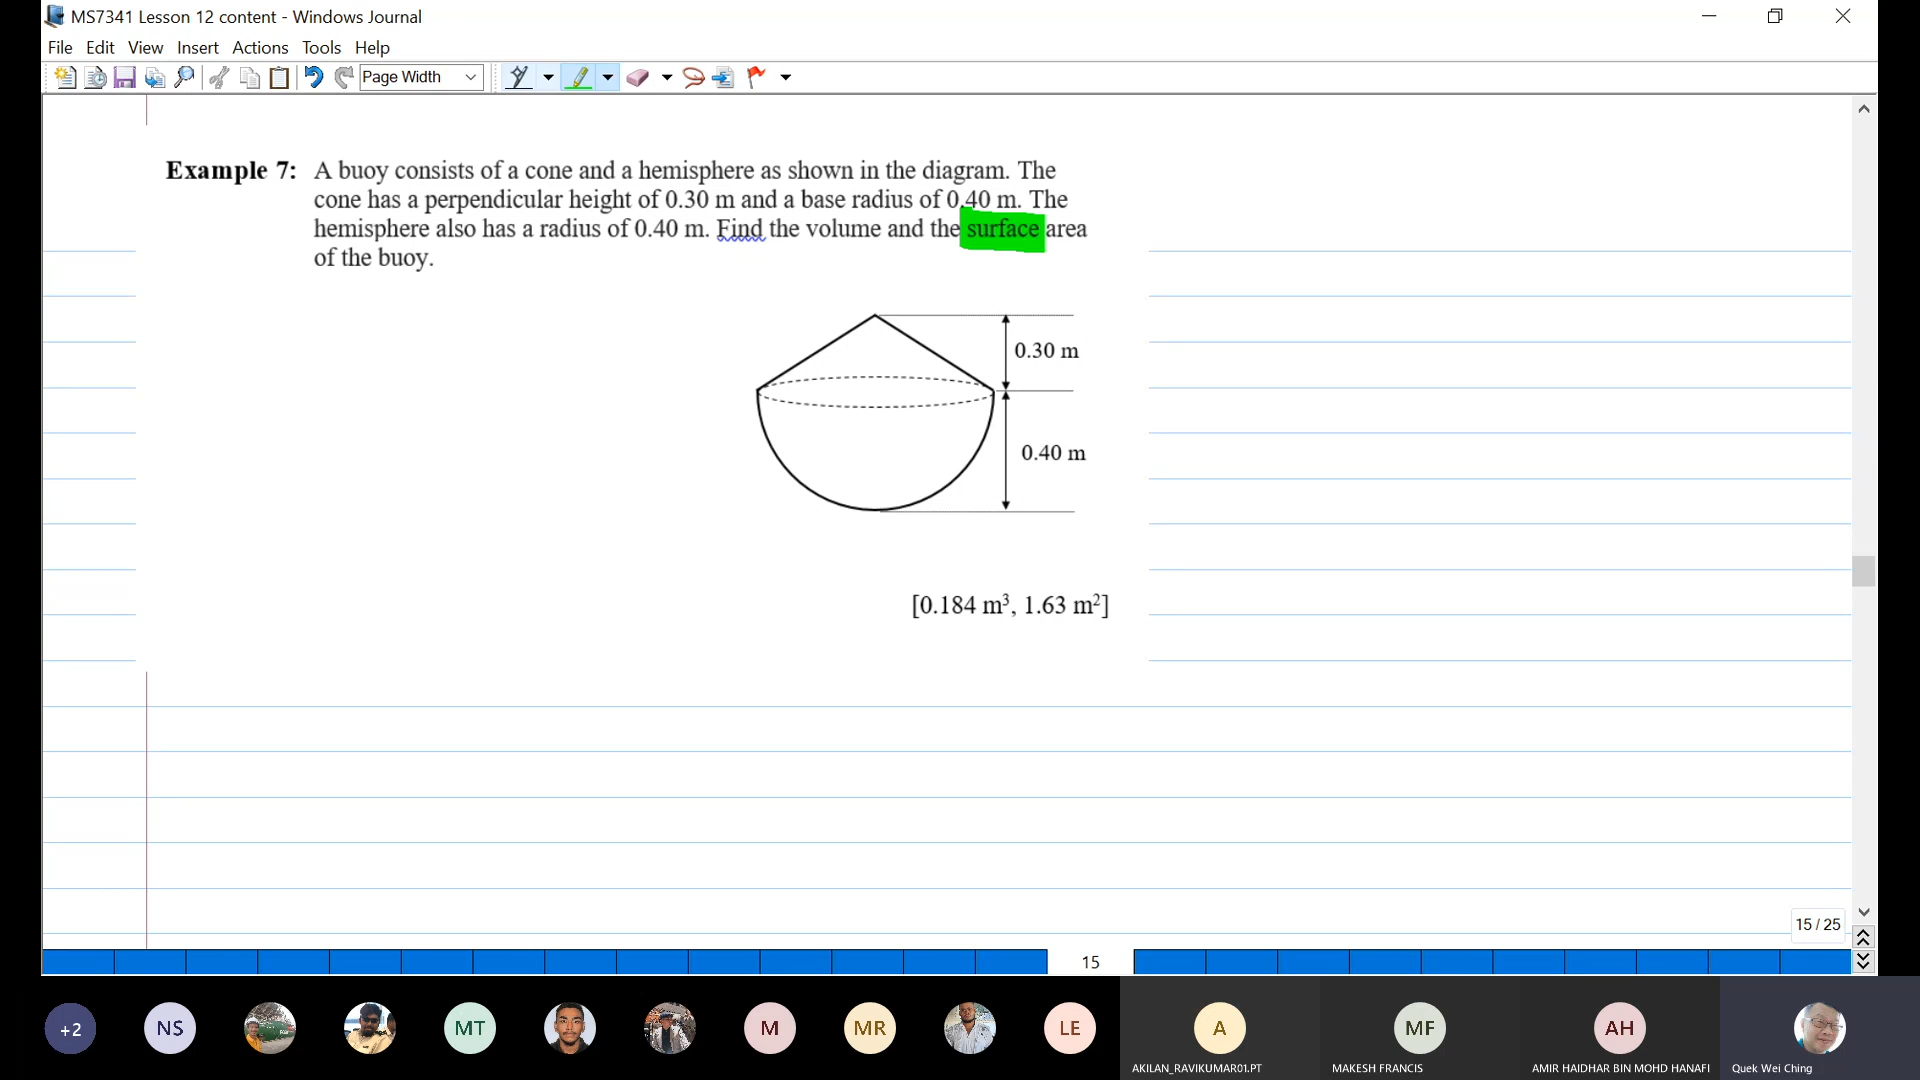 MS7341 Lesson 12 content - Windows Journal
File Edit View Insert Actions Tools Help
Page Width
Example 7: A buoy consists of a cone and a hemisphere as shown in the diagram. The
cone has a perpendicular height of 0.30 m and a base radius of 0.40 m. The
hemisphere also has a radius of 0.40 m. Find the volume and the surface area
of the buoy.
0.30 m
0.40 m
[0.184 m³, 1.63 m²]
15 / 25
15
+2
NS
MT
M
MR
LE
A
MF
AH
AKILAN_RAVIKUMAR01.PT
MAKESH FRANCIS
AMIR HAIDHAR BIN MOHD HANAFI
Quek Wei Ching